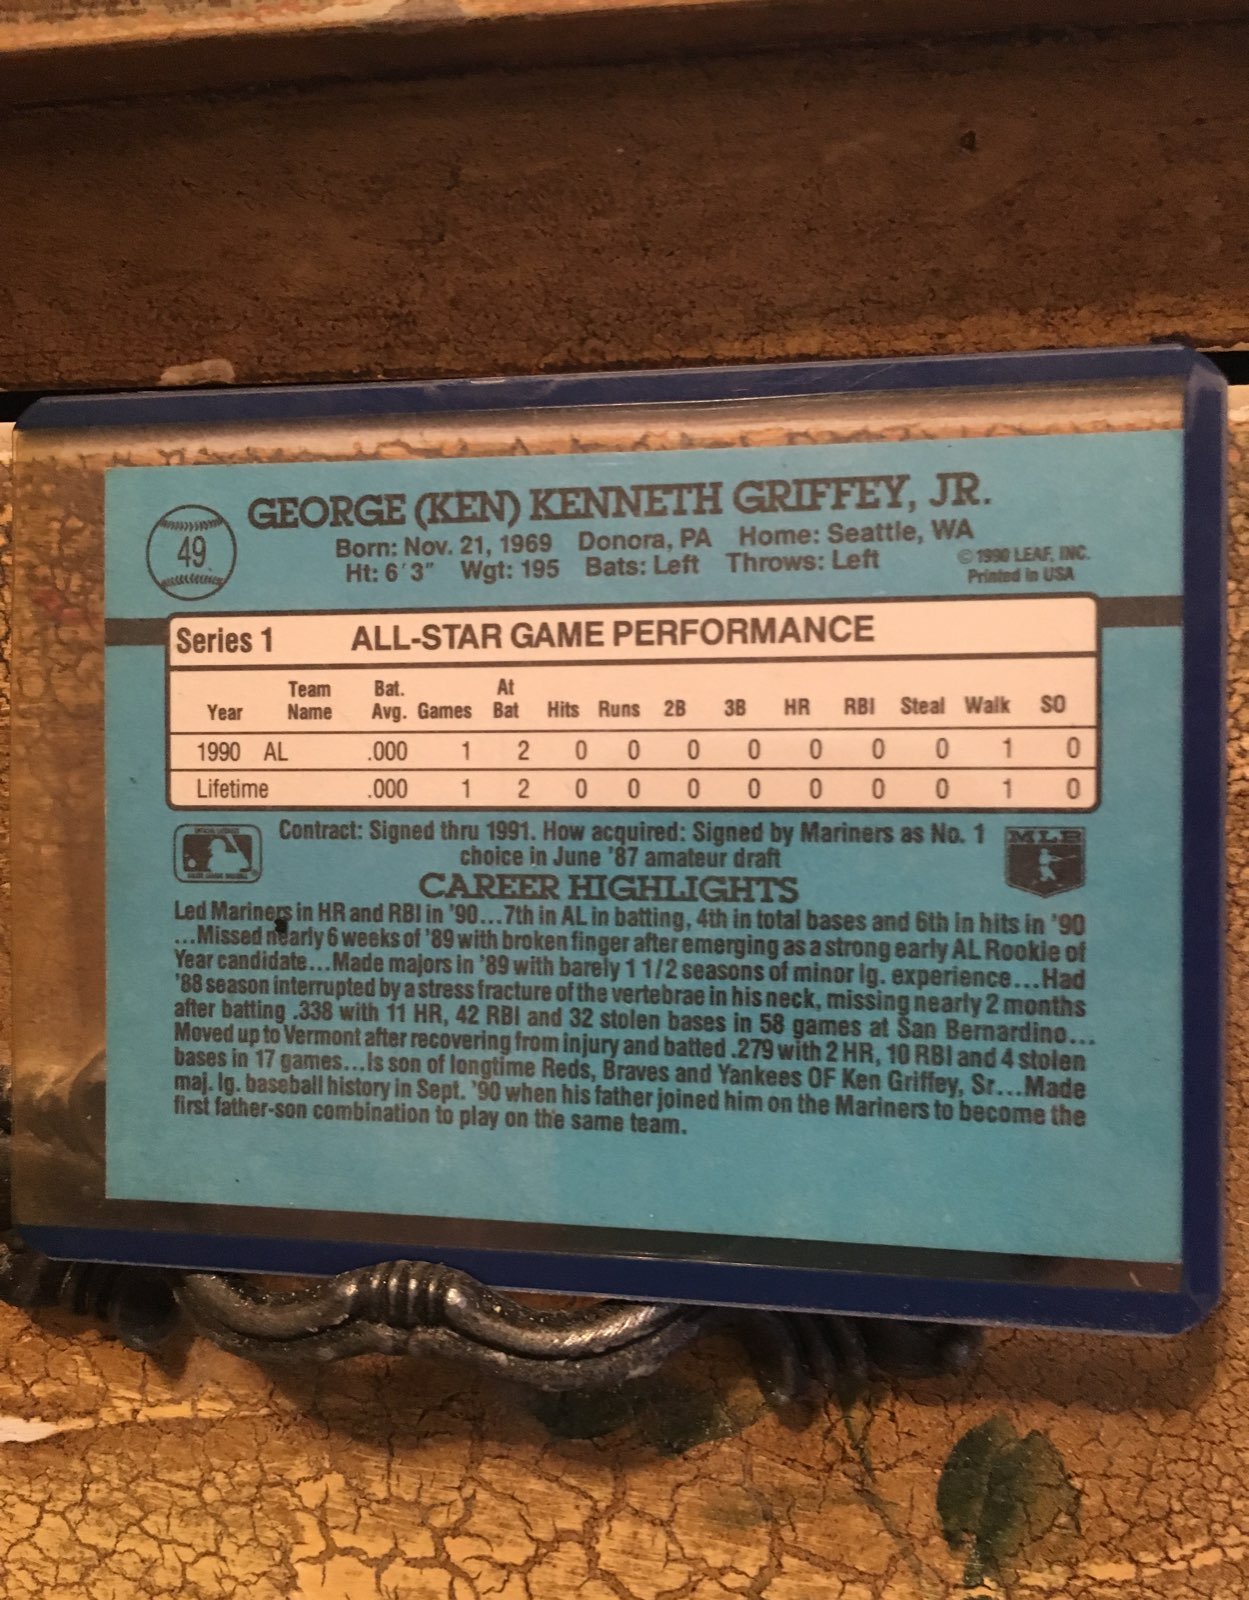 49
GEORGE (KEN) KENNETH GRIFFEY, JR.
Born: Nov. 21, 1969 Donora, PA Home: Seattle, WA
Ht: 6'3" Wgt: 195 Bats: Left Throws: Left
© 1990 LEAF, INC.
Printed in USA
Series 1 ALL-STAR GAME PERFORMANCE
Year Team Name Bat. Avg. Games At Bat Hits Runs 2B 3B HR RBI Steal Walk SO
1990 AL .000 1 2 0 0 0 0 0 0 0 1 0
Lifetime .000 1 2 0 0 0 0 0 0 0 1 0
Contract: Signed thru 1991. How acquired: Signed by Mariners as No. 1
choice in June '87 amateur draft
MLB
CAREER HIGHLIGHTS
Led Mariners in HR and RBI in '90...7th in AL in batting, 4th in total bases and 6th in hits in '90
...Missed nearly 6 weeks of '89 with broken finger after emerging as a strong early AL Rookie of
Year candidate...Made majors in '89 with barely 1 1/2 seasons of minor lg. experience...Had
'88 season interrupted by a stress fracture of the vertebrae in his neck, missing nearly 2 months
after batting .338 with 11 HR, 42 RBI and 32 stolen bases in 58 games at San Bernardino...
Moved up to Vermont after recovering from injury and batted .279 with 2 HR, 10 RBI and 4 stolen
bases in 17 games...Is son of longtime Reds, Braves and Yankees OF Ken Griffey, Sr...Made
maj. lg. baseball history in Sept. '90 when his father joined him on the Mariners to become the
first father-son combination to play on the same team.